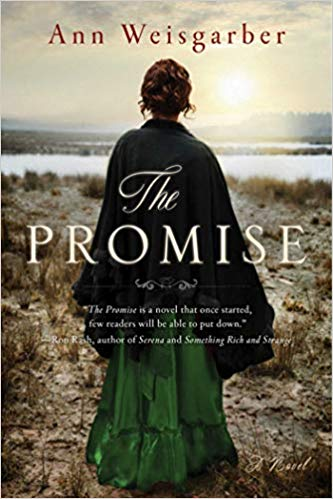 Ann Weisgarber
The
PROMISE
"The Promise is a novel that once started,
few readers will be able to put down."
—Ron Rash, author of Serena and Something Rich and Strange
A Novel